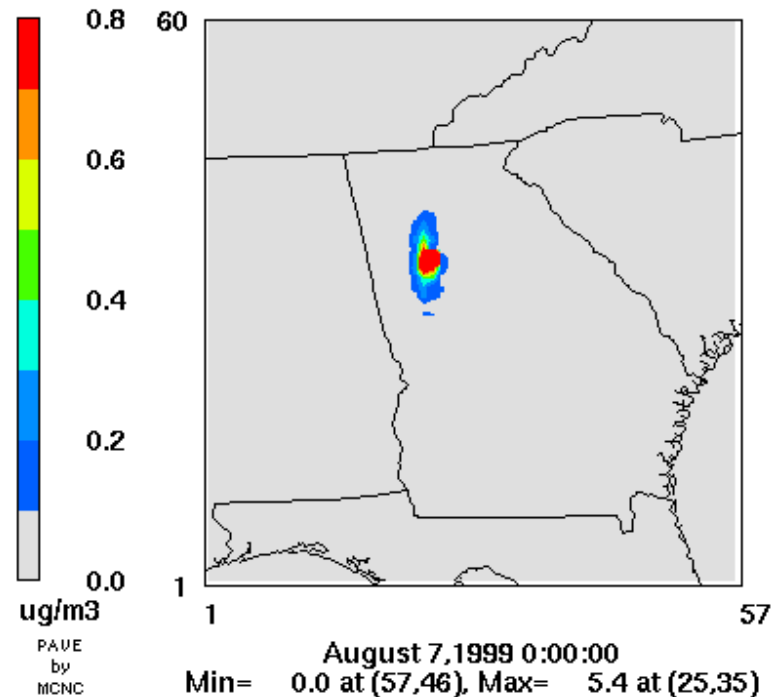 0.8
0.6
0.4
0.2
0.0
ug/m3
PAVE
by
MCNC
60
1
1
57
August 7,1999 0:00:00
Min= 0.0 at (57,46), Max= 5.4 at (25,35)